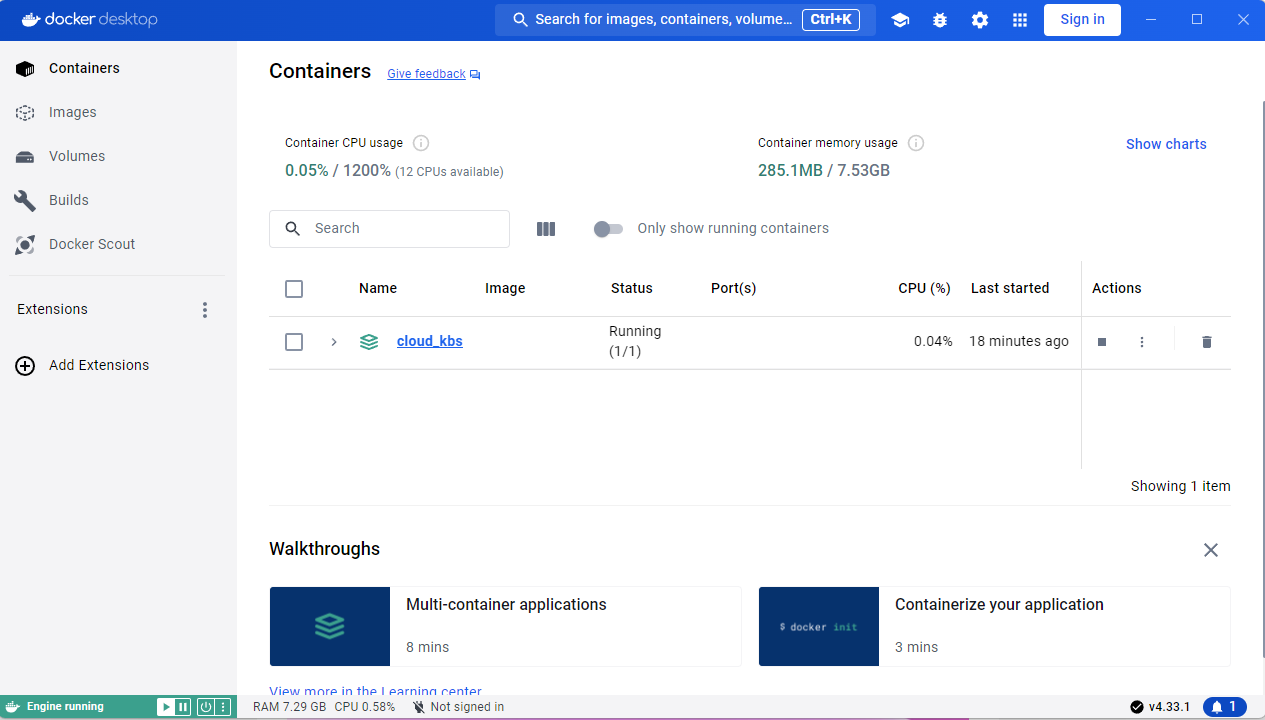 docker desktop
Search for images, containers, volume... Ctrl+K
Sign in
Containers
Images
Volumes
Builds
Docker Scout
Extensions
Add Extensions
Containers Give feedback
Container CPU usage
0.05% / 1200% (12 CPUs available)
Container memory usage
285.1MB / 7.53GB
Show charts
Search
Only show running containers
Name Image Status Port(s) CPU (%) Last started Actions
cloud_kbs Running (1/1) 0.04% 18 minutes ago
Showing 1 item
Walkthroughs
Multi-container applications
8 mins
$ docker init
Containerize your application
3 mins
View more in the Learning center
Engine running
RAM 7.29 GB CPU 0.58% Not signed in
v4.33.1
1